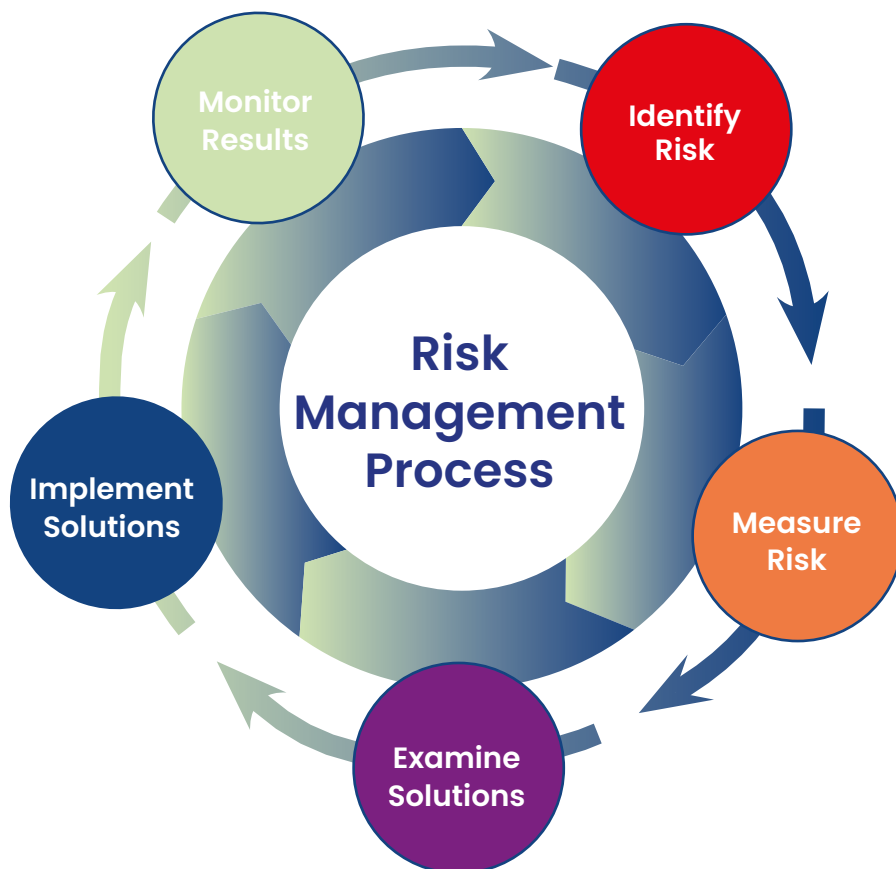 Risk
Management
Process
Identify
Risk
Measure
Risk
Examine
Solutions
Implement
Solutions
Monitor
Results